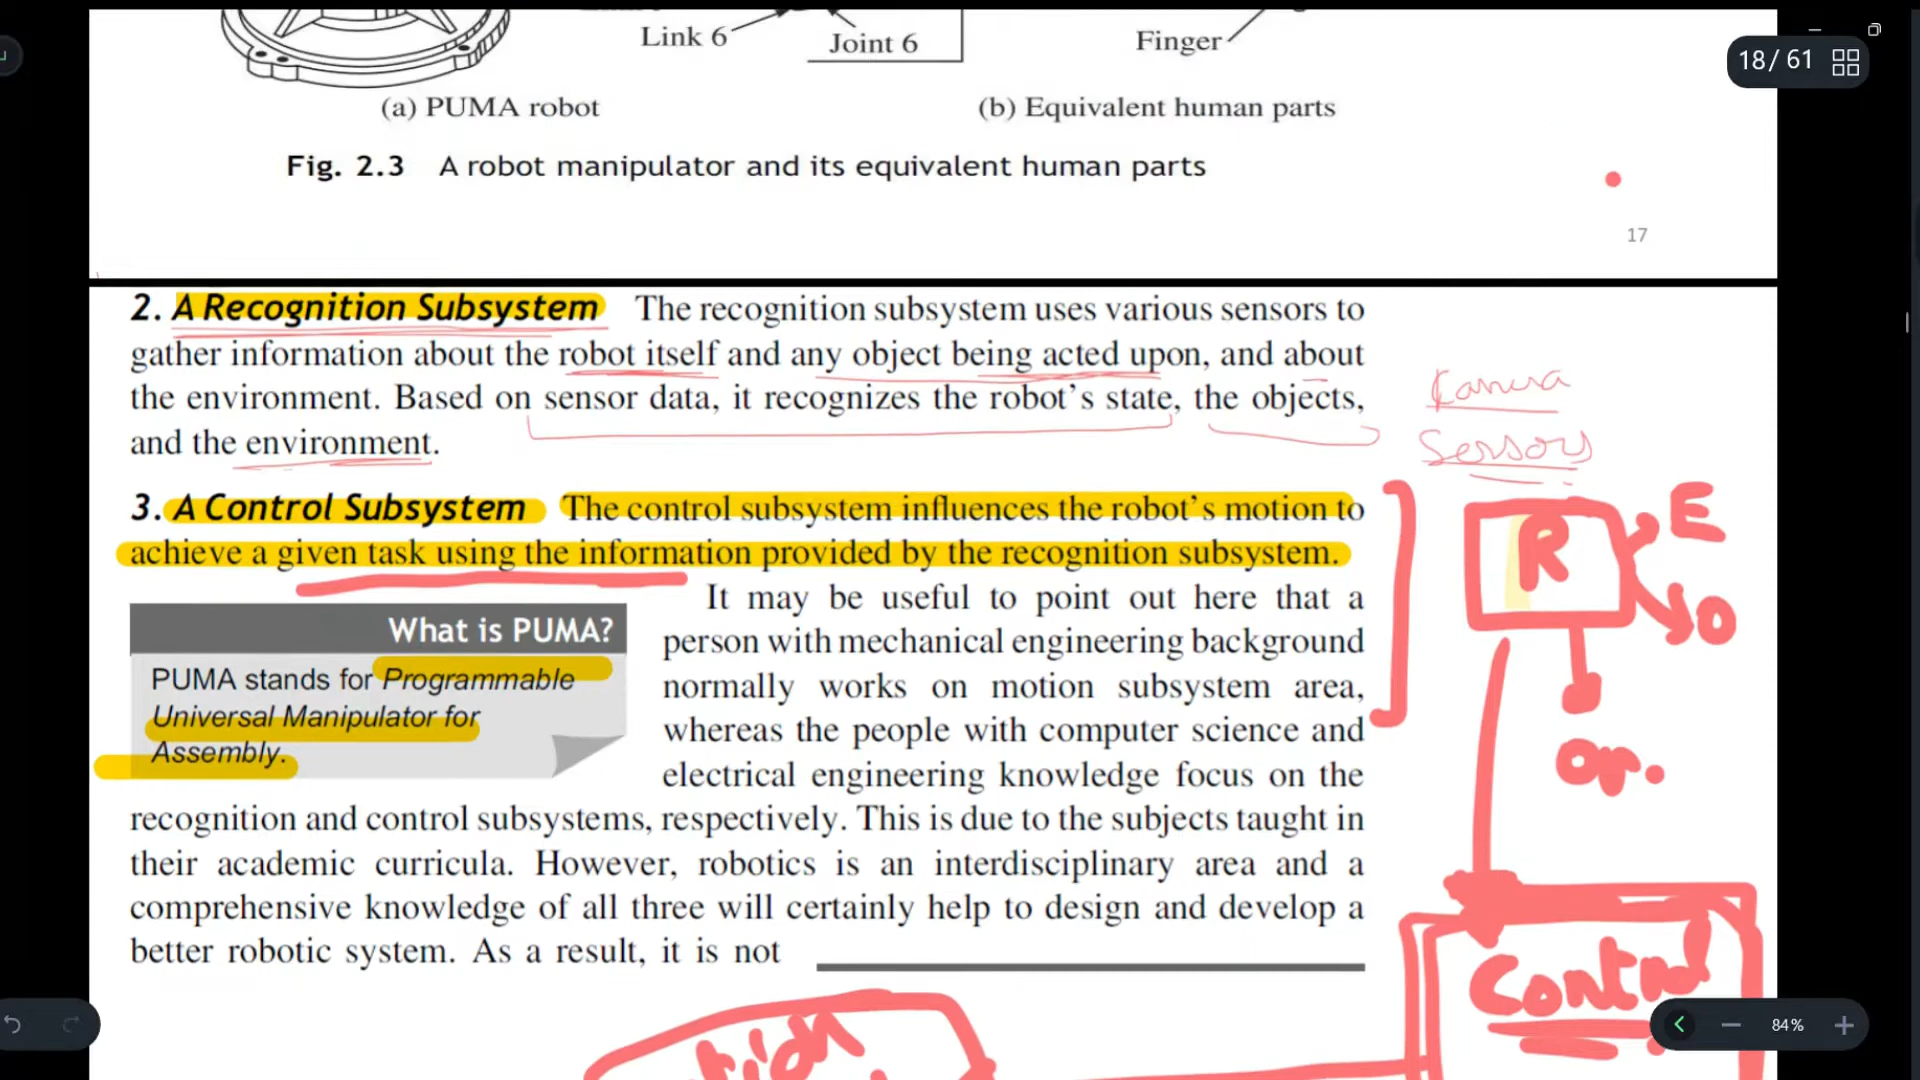 Link 6
Joint 6
Finger
18/ 61
(a) PUMA robot
(b) Equivalent human parts
Fig. 2.3 A robot manipulator and its equivalent human parts
17
2. A Recognition Subsystem The recognition subsystem uses various sensors to
gather information about the robot itself and any object being acted upon, and about
the environment. Based on sensor data, it recognizes the robot's state, the objects,
and the environment.
Camera
Sensors
3. A Control Subsystem The control subsystem influences the robot's motion to
achieve a given task using the information provided by the recognition subsystem.
R
E
O
What is PUMA?
PUMA stands for Programmable
Universal Manipulator for
Assembly.
It may be useful to point out here that a
person with mechanical engineering background
normally works on motion subsystem area,
whereas the people with computer science and
electrical engineering knowledge focus on the
recognition and control subsystems, respectively. This is due to the subjects taught in
their academic curricula. However, robotics is an interdisciplinary area and a
comprehensive knowledge of all three will certainly help to design and develop a
better robotic system. As a result, it is not
Control
84%